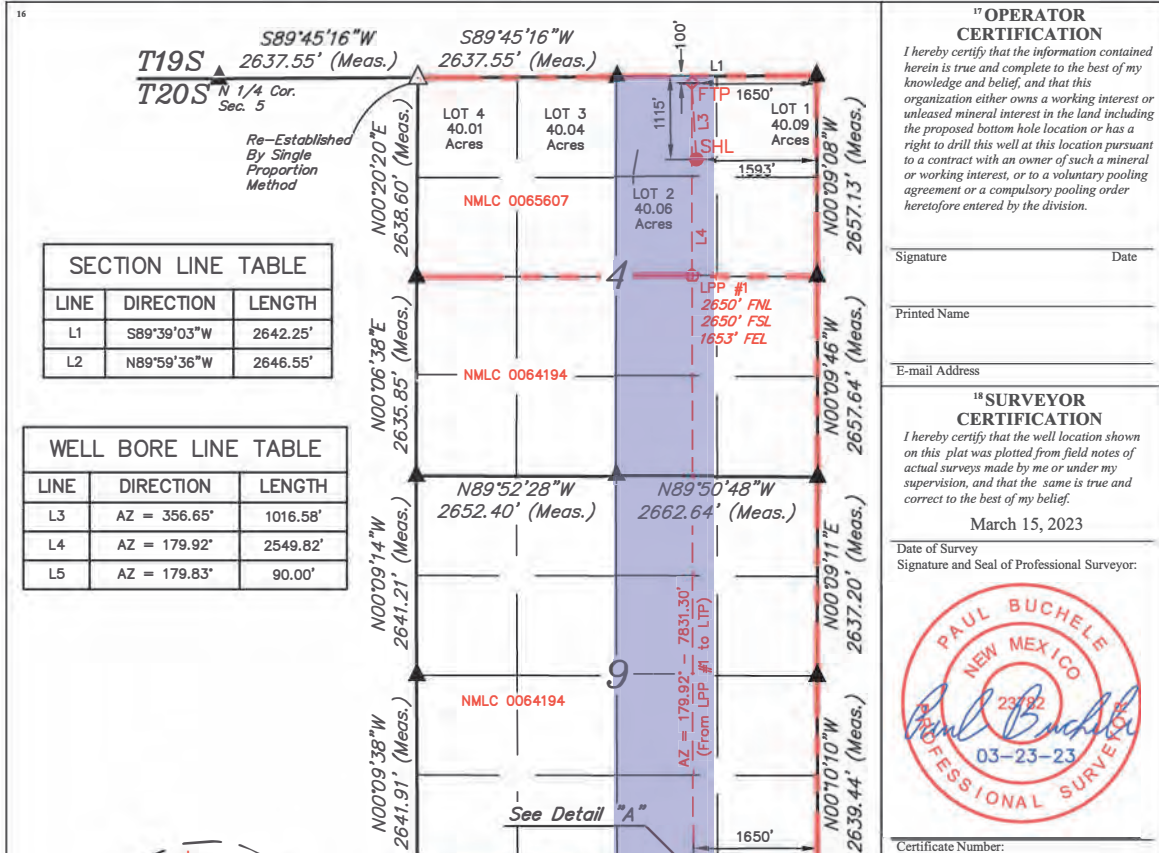 16
S89°45'16"W
2637.55' (Meas.)
S89°45'16"W
2637.55' (Meas.)
T19S
T20S
N 1/4 Cor.
Sec. 5
Re-Established
By Single
Proportion
Method
100'
L1
FTP
1650'
1115'
L3
SHL
1593'
LOT 4
40.01
Acres
LOT 3
40.04
Acres
LOT 1
40.09
Arces
LOT 2
40.06
Acres
N00°20'20"E
2638.60' (Meas.)
N00°09'08"W
2657.13' (Meas.)
NMLC 0065607
L4
4
LPP #1
2650' FNL
2650' FSL
1653' FEL
SECTION LINE TABLE
LINE DIRECTION LENGTH
L1 S89°39'03"W 2642.25'
L2 N89°59'36"W 2646.55'
N00°06'38"E
2635.85' (Meas.)
NMLC 0064194
N00°09'46"W
2657.64' (Meas.)
WELL BORE LINE TABLE
LINE DIRECTION LENGTH
L3 AZ = 356.65° 1016.58'
L4 AZ = 179.92° 2549.82'
L5 AZ = 179.83° 90.00'
N89°52'28"W
2652.40' (Meas.)
N89°50'48"W
2662.64' (Meas.)
N00°09'14"W
2641.21' (Meas.)
N00°09'11"E
2637.20' (Meas.)
AZ = 179.92° - 7831.30'
(From LPP #1 to LTP)
9
NMLC 0064194
N00°09'38"W
2641.91' (Meas.)
N00°10'10"W
2639.44' (Meas.)
See Detail "A"
1650'
17 OPERATOR
CERTIFICATION
I hereby certify that the information contained
herein is true and complete to the best of my
knowledge and belief, and that this
organization either owns a working interest or
unleased mineral interest in the land including
the proposed bottom hole location or has a
right to drill this well at this location pursuant
to a contract with an owner of such a mineral
or working interest, or to a voluntary pooling
agreement or a compulsory pooling order
heretofore entered by the division.
Signature Date
Printed Name
E-mail Address
18 SURVEYOR
CERTIFICATION
I hereby certify that the well location shown
on this plat was plotted from field notes of
actual surveys made by me or under my
supervision, and that the same is true and
correct to the best of my belief.
March 15, 2023
Date of Survey
Signature and Seal of Professional Surveyor:
PAUL BUCHELE
NEW MEXICO
23782
Paul Buchele
03-23-23
PROFESSIONAL SURVEYOR
Certificate Number: